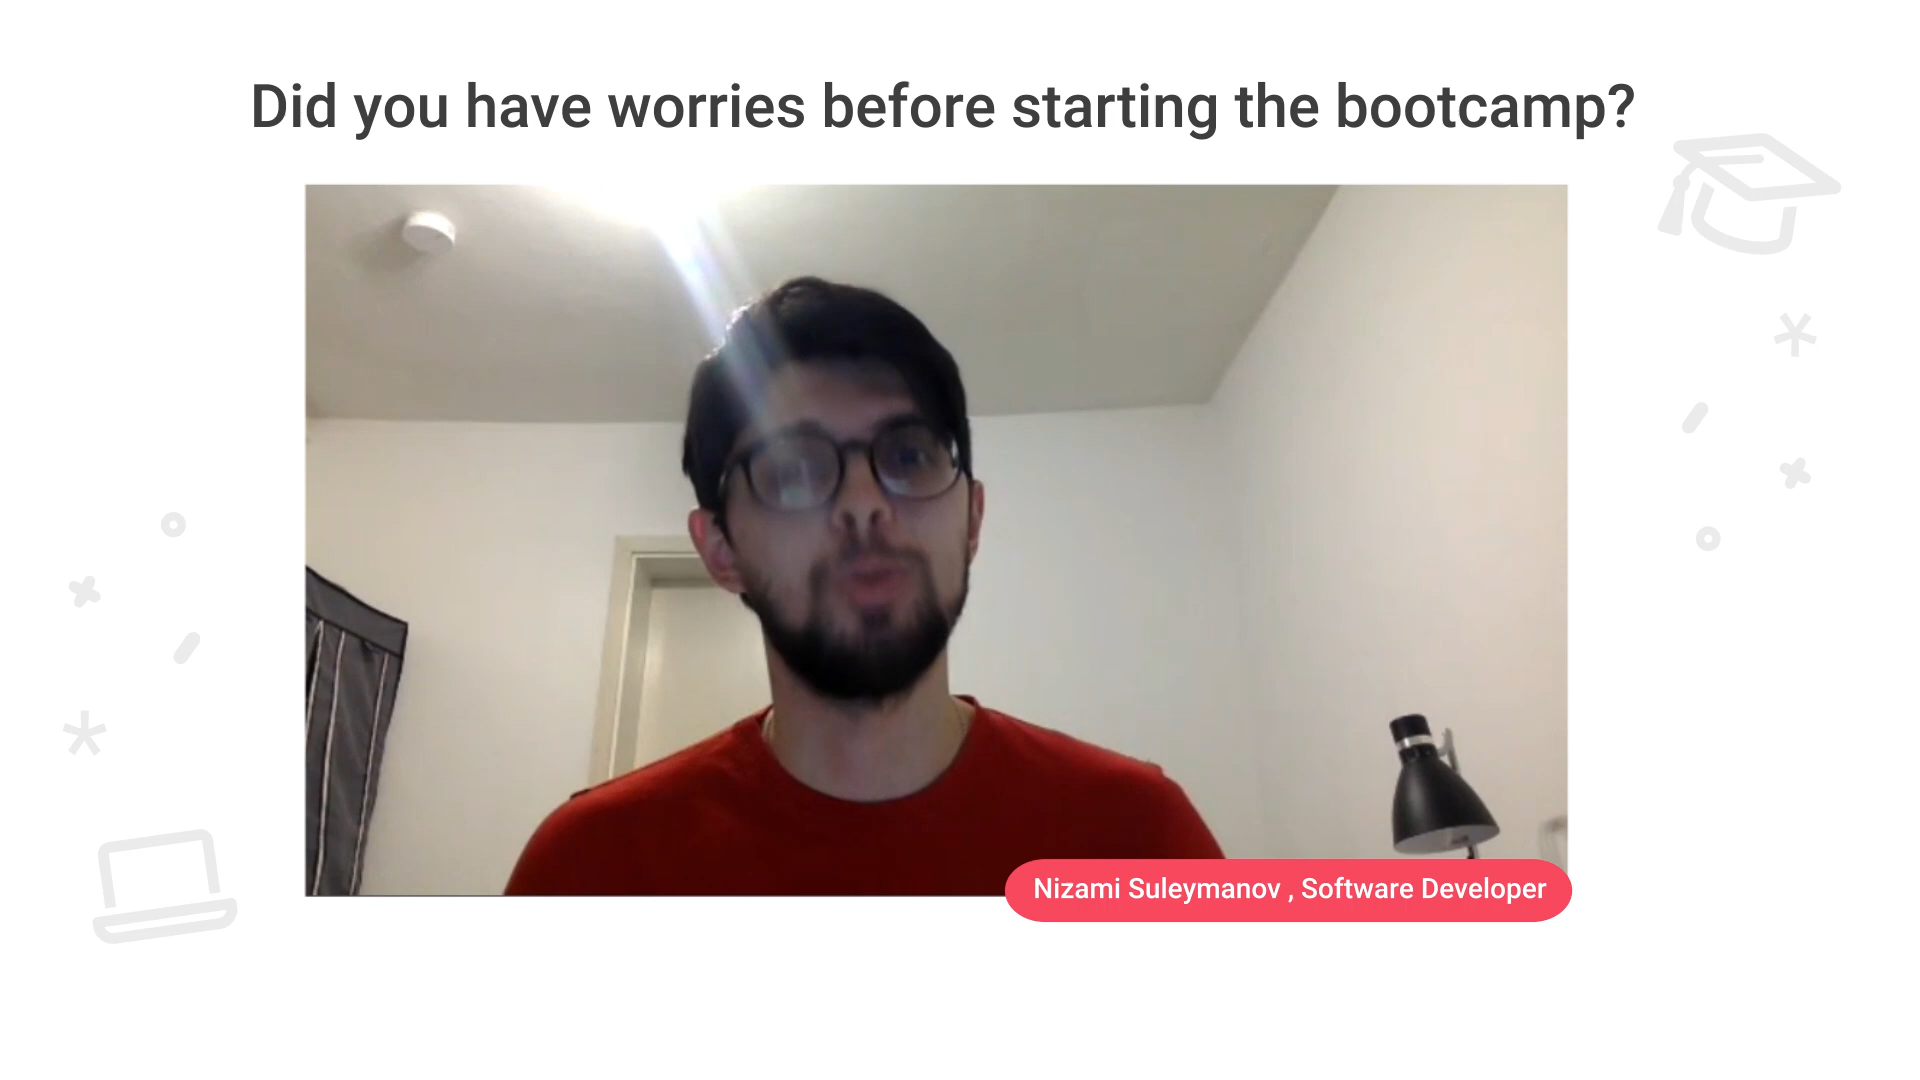 Did you have worries before starting the bootcamp?
Nizami Suleymanov , Software Developer